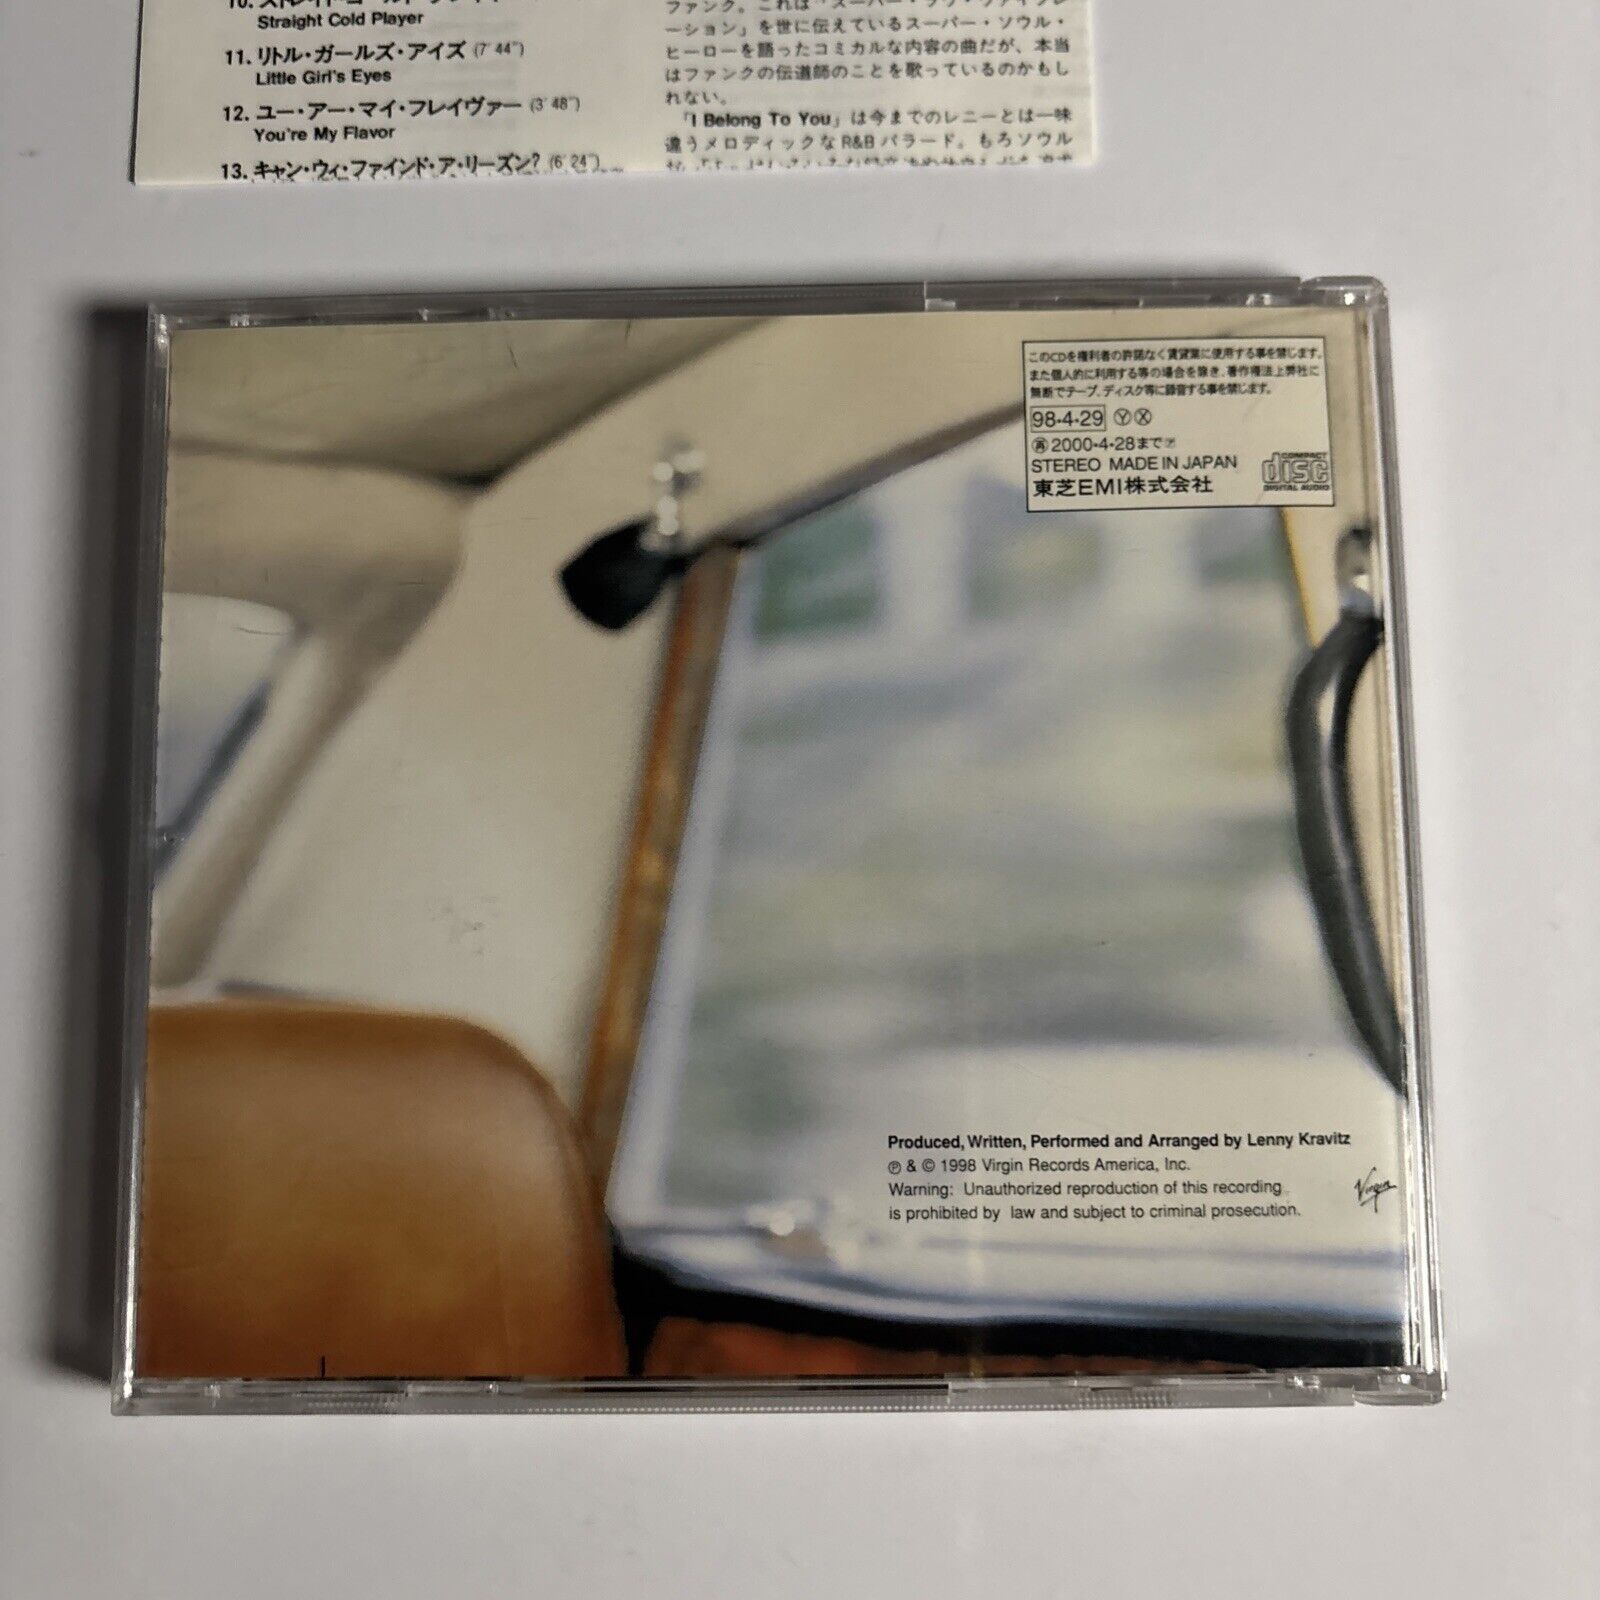 Straight Cold Player
11. リトル・ガールズ・アイズ (7'44")
Little Girl's Eyes
12. ユー・アー・マイ・フレイヴァー (3'48")
You're My Flavor
13. キャン・ウィ・ファインド・ア・リーズン? (6'24")
ファンク。これは「スーパー・ラヴ・ヴァイブレ
ーション」を世に伝えているスーパー・ソウル・
ヒーローを語ったコミカルな内容の曲だが、本当
はファンクの伝道師のことを歌っているのかもし
れない。
「I Belong To You」は今までのレニーとは一味
違うメロディックなR&Bバラード。もろソウル
このCDを権利者の許諾なく賃貸業に使用する事を禁じます。
また個人的に利用する等の場合を除き、著作権法上弊社に
無断でテープ、ディスク等に録音する事を禁じます。
98・4・29 Ⓨ Ⓧ
㊢ 2000・4・28まで
STEREO MADE IN JAPAN
東芝EMI株式会社
COMPACT
disc
DIGITAL AUDIO
Produced, Written, Performed and Arranged by Lenny Kravitz
℗ & © 1998 Virgin Records America, Inc.
Warning: Unauthorized reproduction of this recording
is prohibited by law and subject to criminal prosecution.
Virgin